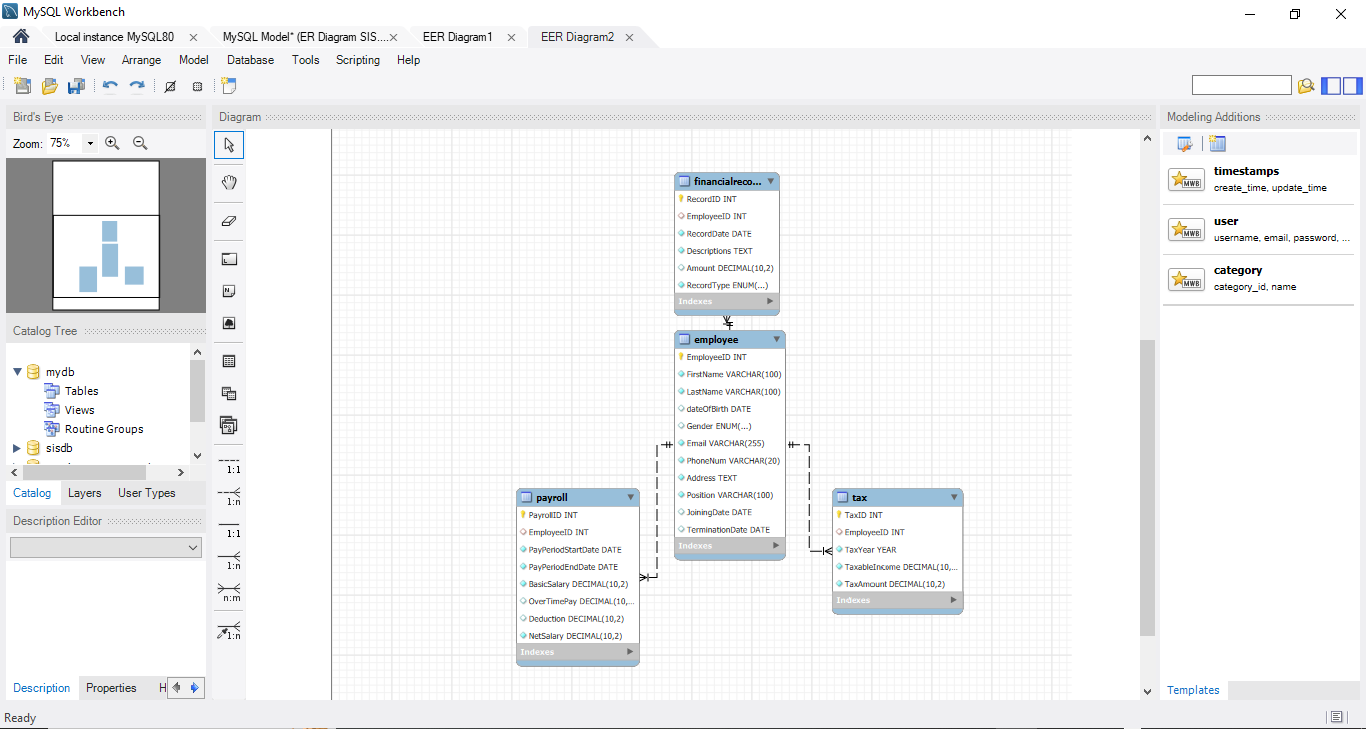 MySQL Workbench
Local instance MySQL80
MySQL Model* (ER Diagram SIS....
EER Diagram1
EER Diagram2
File Edit View Arrange Model Database Tools Scripting Help
Bird's Eye
Zoom: 75%
Catalog Tree
mydb
Tables
Views
Routine Groups
sisdb
Catalog Layers User Types
Description Editor
Description Properties H
Ready
Diagram
1:1
1:n
1:1
1:n
n:m
1:n
financialreco...
RecordID INT
EmployeeID INT
RecordDate DATE
Descriptions TEXT
Amount DECIMAL(10,2)
RecordType ENUM(...)
Indexes
employee
EmployeeID INT
FirstName VARCHAR(100)
LastName VARCHAR(100)
dateOfBirth DATE
Gender ENUM(...)
Email VARCHAR(255)
PhoneNum VARCHAR(20)
Address TEXT
Position VARCHAR(100)
JoiningDate DATE
TerminationDate DATE
Indexes
payroll
PayrollID INT
EmployeeID INT
PayPeriodStartDate DATE
PayPeriodEndDate DATE
BasicSalary DECIMAL(10,2)
OverTimePay DECIMAL(10,...
Deduction DECIMAL(10,2)
NetSalary DECIMAL(10,2)
Indexes
tax
TaxID INT
EmployeeID INT
TaxYear YEAR
TaxableIncome DECIMAL(10,...
TaxAmount DECIMAL(10,2)
Indexes
Modeling Additions
MWB
timestamps
create_time, update_time
MWB
user
username, email, password, ...
MWB
category
category_id, name
Templates